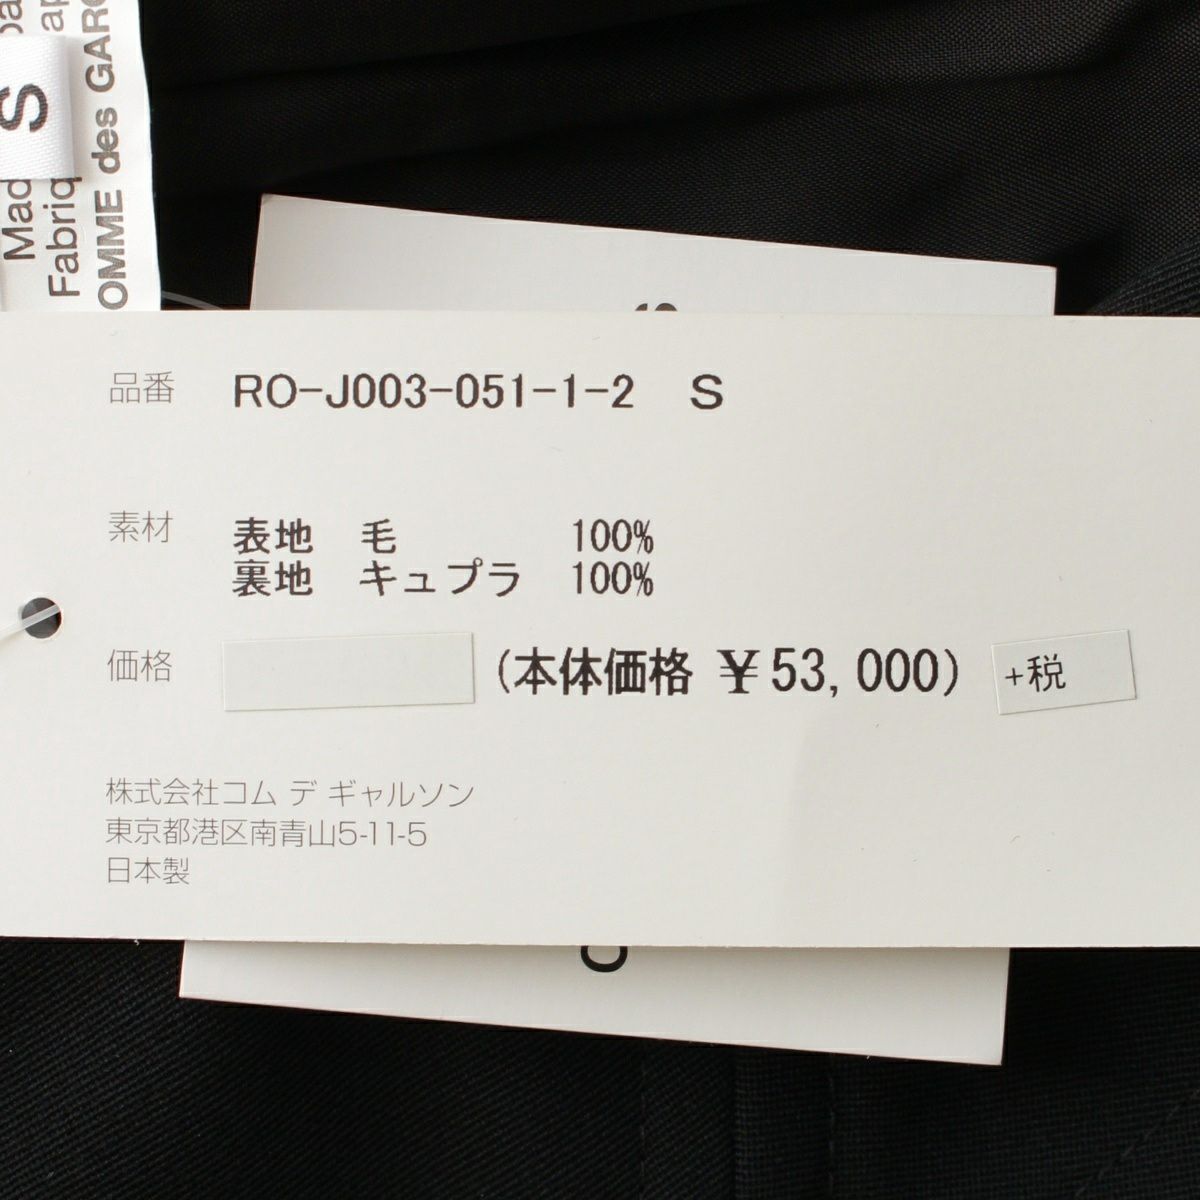 S
Mad
Fabriq
OMME des GARÇ
品番 RO-J003-051-1-2 S
素材 表地 毛 100%
裏地 キュプラ 100%
価格 (本体価格 ¥53,000) +税
株式会社コム デ ギャルソン
東京都港区南青山5-11-5
日本製